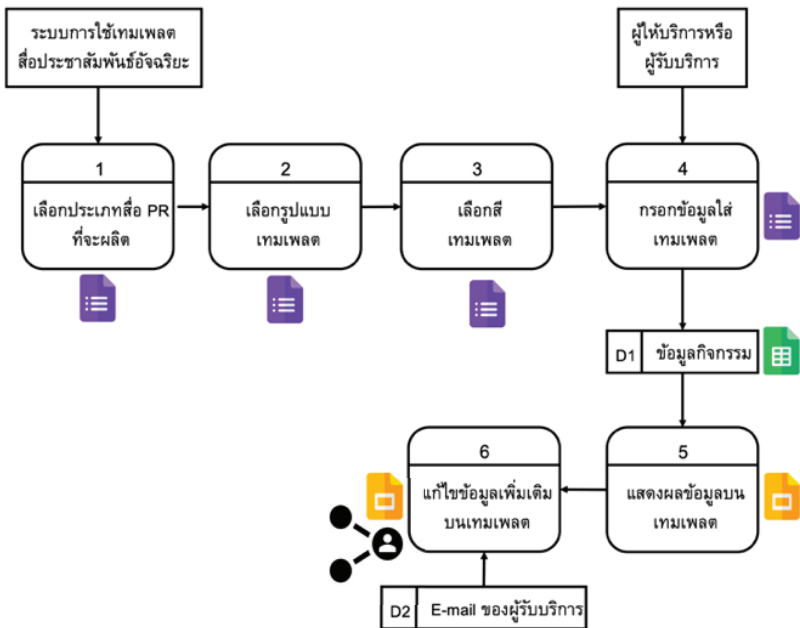 ระบบการใช้เทมเพลต
สื่อประชาสัมพันธ์อัจฉริยะ
ผู้ให้บริการหรือ
ผู้รับบริการ
1
เลือกประเภทสื่อ PR
ที่จะผลิต
2
เลือกรูปแบบ
เทมเพลต
3
เลือกสี
เทมเพลต
4
กรอกข้อมูลใส่
เทมเพลต
D1 ข้อมูลกิจกรรม
6
แก้ไขข้อมูลเพิ่มเติม
บนเทมเพลต
5
แสดงผลข้อมูลบน
เทมเพลต
D2 E-mail ของผู้รับบริการ